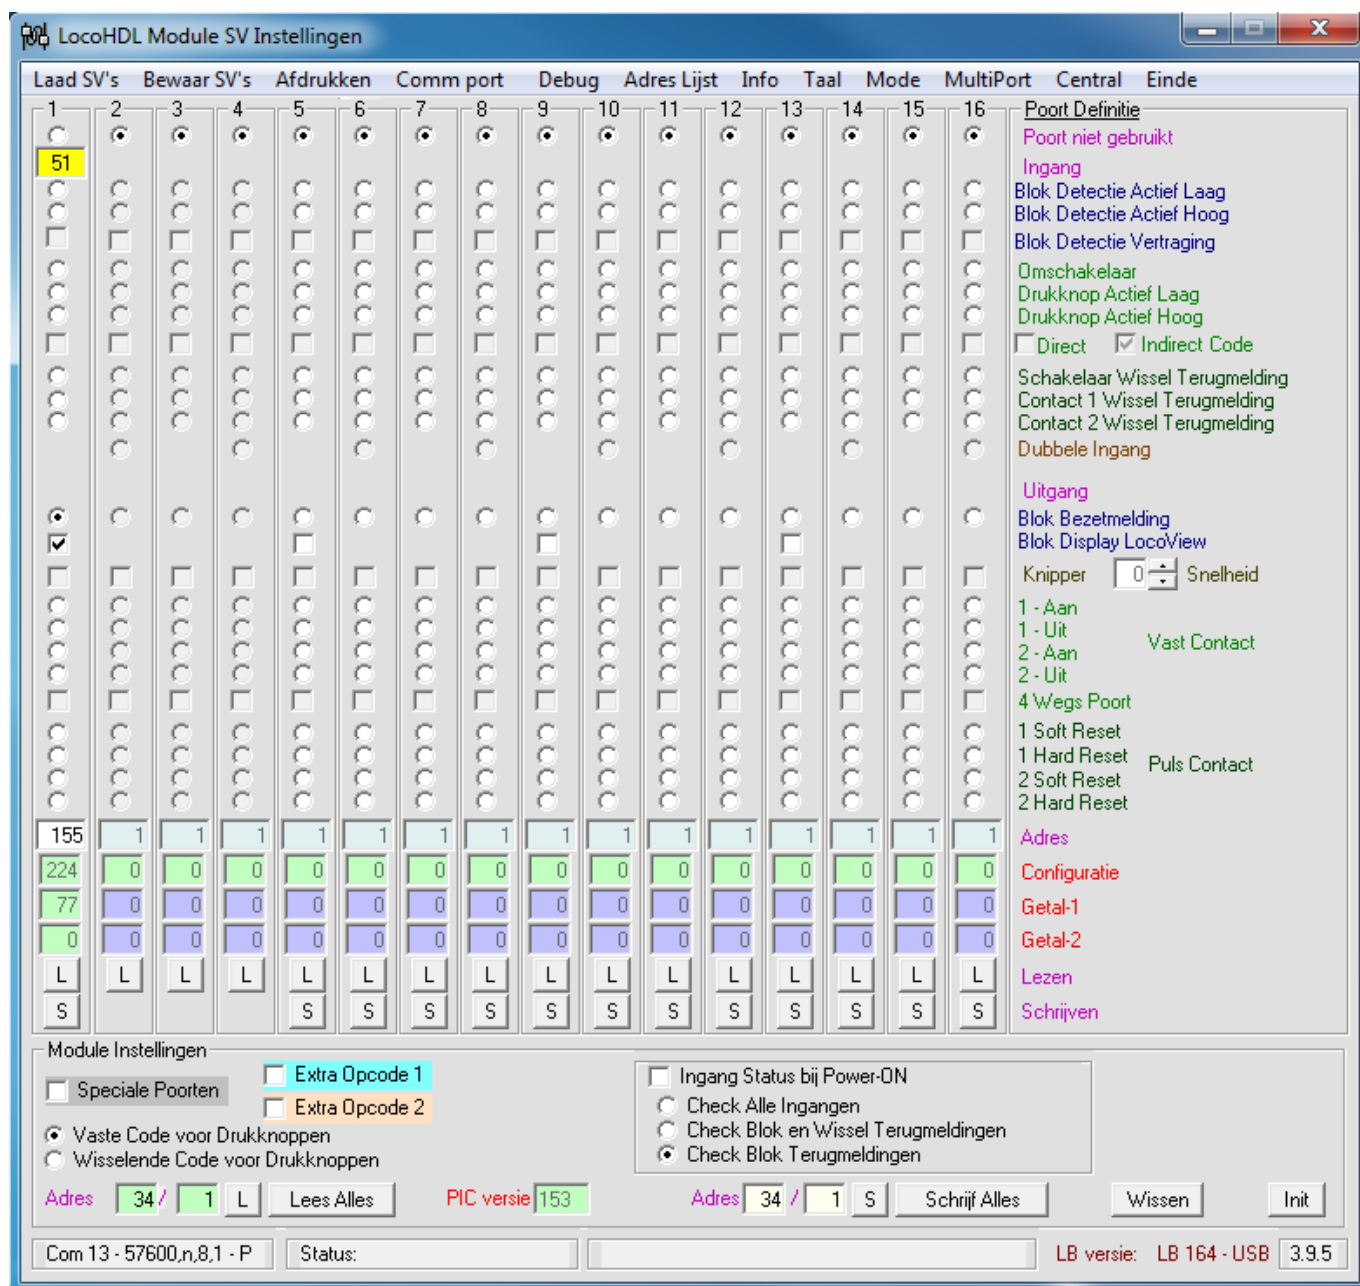 LocoHDL Module SV Instellingen
Laad SV's Bewaar SV's Afdrukken Comm port Debug Adres Lijst Info Taal Mode MultiPort Central Einde
1 2 3 4 5 6 7 8 9 10 11 12 13 14 15 16 Poort Definitie
Poort niet gebruikt
51 Ingang
Blok Detectie Actief Laag
Blok Detectie Actief Hoog
Blok Detectie Vertraging
Omschakelaar
Drukknop Actief Laag
Drukknop Actief Hoog
Direct Indirect Code
Schakelaar Wissel Terugmelding
Contact 1 Wissel Terugmelding
Contact 2 Wissel Terugmelding
Dubbele Ingang
Uitgang
Blok Bezetmelding
Blok Display LocoView
Knipper 0 Snelheid
1 - Aan
1 - Uit
Vast Contact
2 - Aan
2 - Uit
4 Wegs Poort
1 Soft Reset
1 Hard Reset
Puls Contact
2 Soft Reset
2 Hard Reset
155 1 1 1 1 1 1 1 1 1 1 1 1 1 1 1 Adres
224 0 0 0 0 0 0 0 0 0 0 0 0 0 0 0 Configuratie
77 0 0 0 0 0 0 0 0 0 0 0 0 0 0 0 Getal-1
0 0 0 0 0 0 0 0 0 0 0 0 0 0 0 0 Getal-2
L L L L L L L L L L L L L L L L Lezen
S S S S S S S S S S S S S Schrijven
Module Instellingen
Speciale Poorten
Extra Opcode 1
Extra Opcode 2
Vaste Code voor Drukknoppen
Wisselende Code voor Drukknoppen
Ingang Status bij Power-ON
Check Alle Ingangen
Check Blok en Wissel Terugmeldingen
Check Blok Terugmeldingen
Adres 34 / 1 L Lees Alles PIC versie 153 Adres 34 / 1 S Schrijf Alles Wissen Init
Com 13 - 57600,n,8,1 - P Status: LB versie: LB 164 - USB 3.9.5